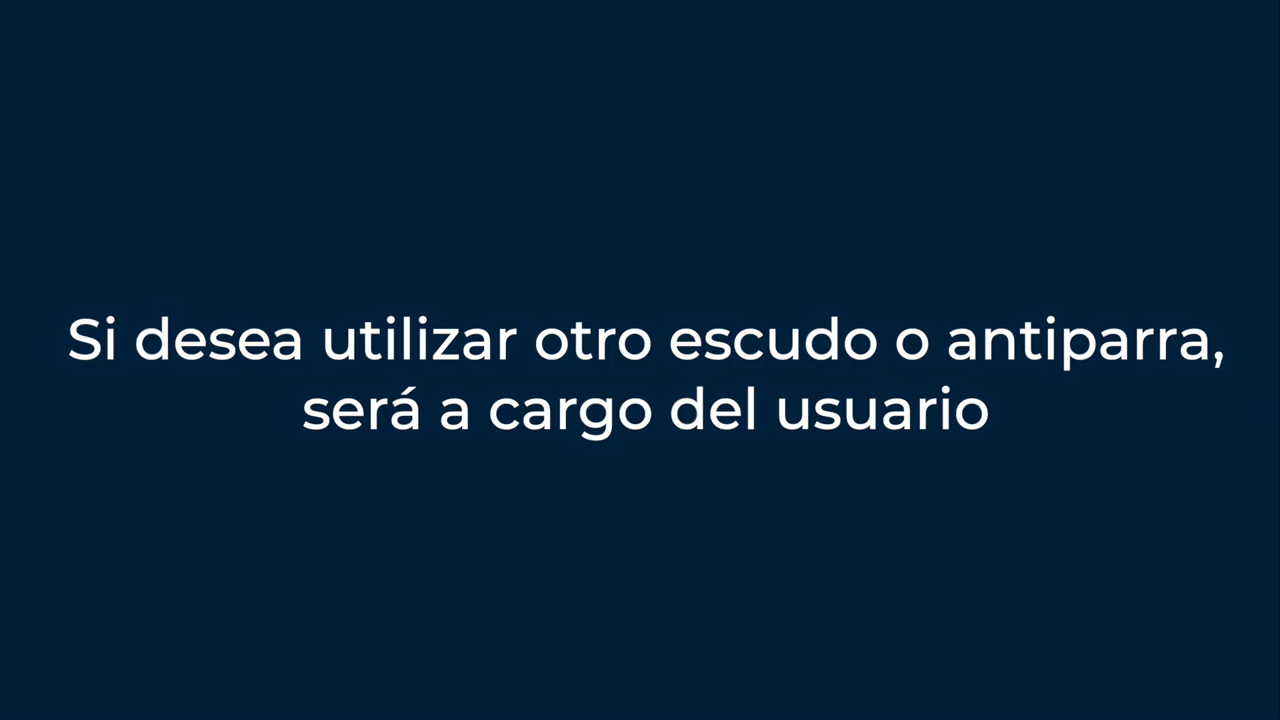 Si desea utilizar otro escudo o antiparra,
será a cargo del usuario